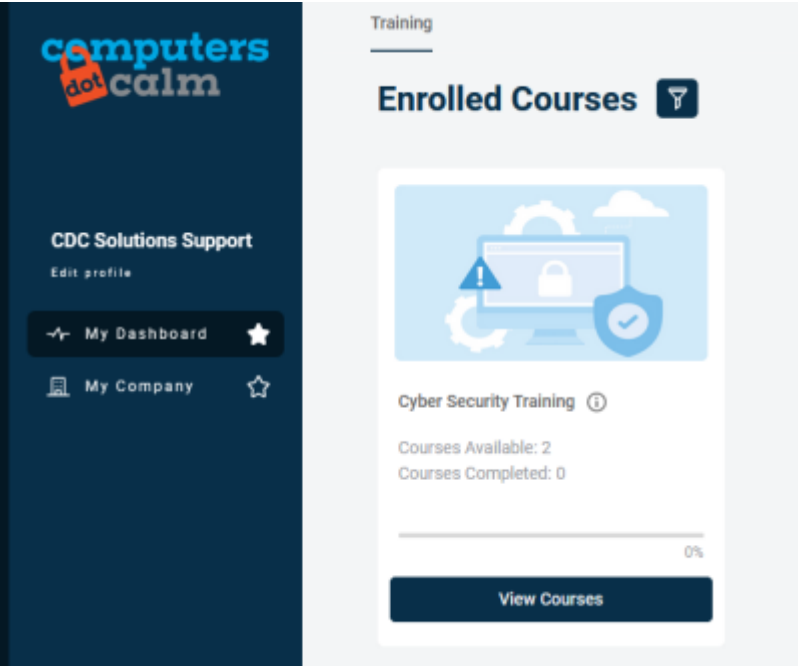 computers
dot calm
CDC Solutions Support
Edit profile
My Dashboard
My Company
Training
Enrolled Courses
Cyber Security Training
Courses Available: 2
Courses Completed: 0
0%
View Courses